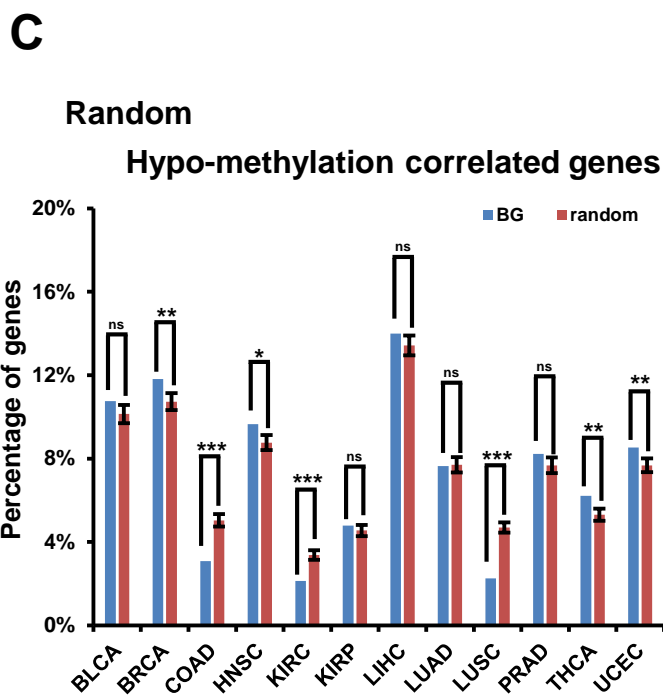 C
Random
Hypo-methylation correlated genes
BG random
Percentage of genes
20%
16%
12%
8%
4%
0%
ns
**
***
*
***
ns
ns
ns
***
ns
**
**
BLCA
BRCA
COAD
HNSC
KIRC
KIRP
LIHC
LUAD
LUSC
PRAD
THCA
UCEC